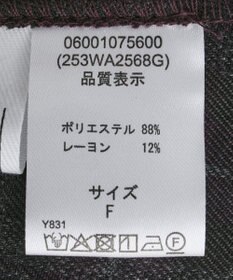 06001075600
(253WA2568G)
品質表示
ポリエステル 88%
レーヨン 12%
サイズ
F
Y831